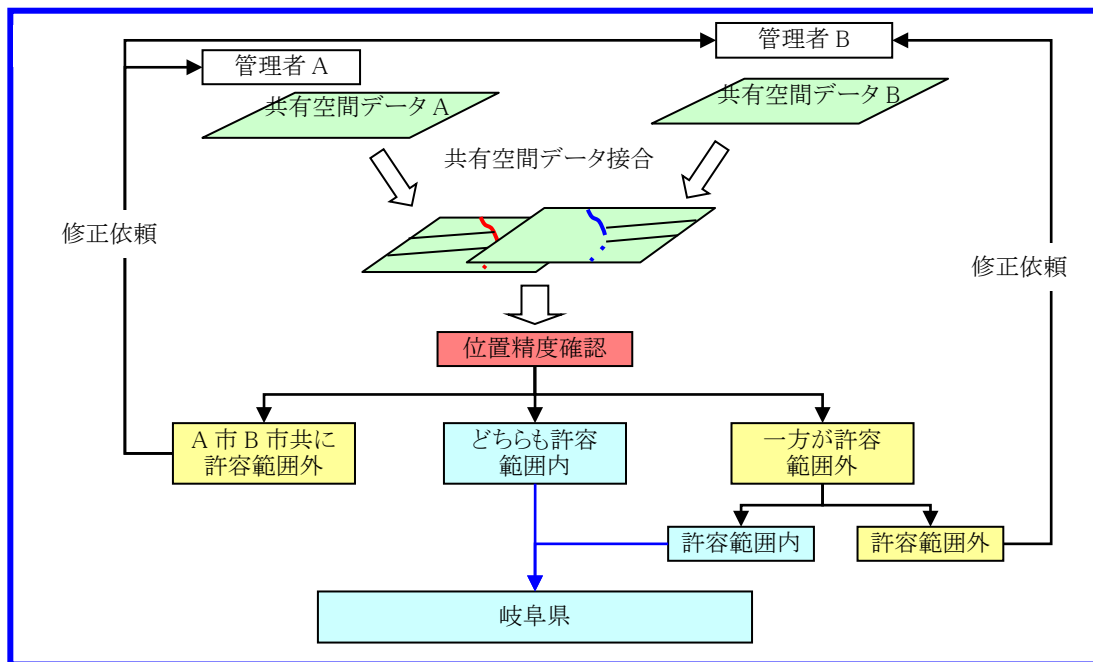 管理者 B
管理者 A
共有空間データ A
共有空間データ B
共有空間データ接合
修正依頼
修正依頼
位置精度確認
A 市 B 市共に
許容範囲外
どちらも許容
範囲内
一方が許容
範囲外
許容範囲内
許容範囲外
岐阜県